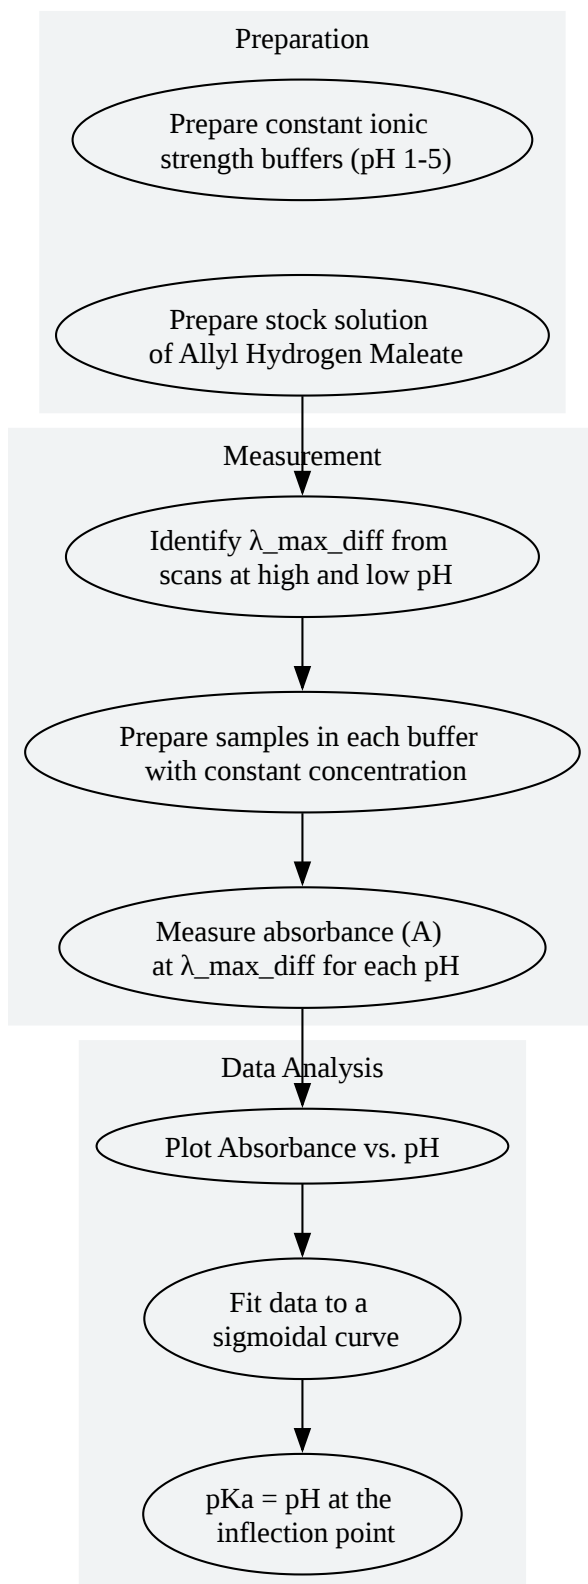 Preparation
Prepare constant ionic
strength buffers (pH 1-5)
Prepare stock solution
of Allyl Hydrogen Maleate
Measurement
Identify λ_max_diff from
scans at high and low pH
Prepare samples in each buffer
with constant concentration
Measure absorbance (A)
at λ_max_diff for each pH
Data Analysis
Plot Absorbance vs. pH
Fit data to a
sigmoidal curve
pKa = pH at the
inflection point